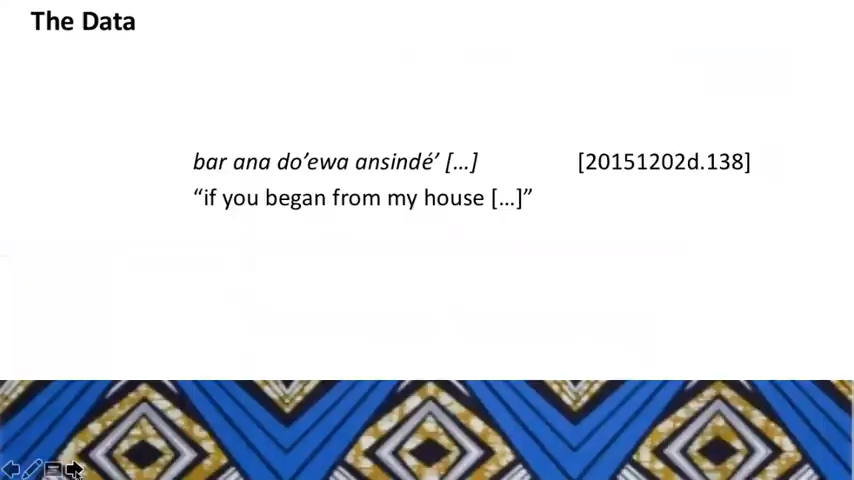 The Data
bar ana do’ewa ansindé’ […] [20151202d.138]
“if you began from my house […]”